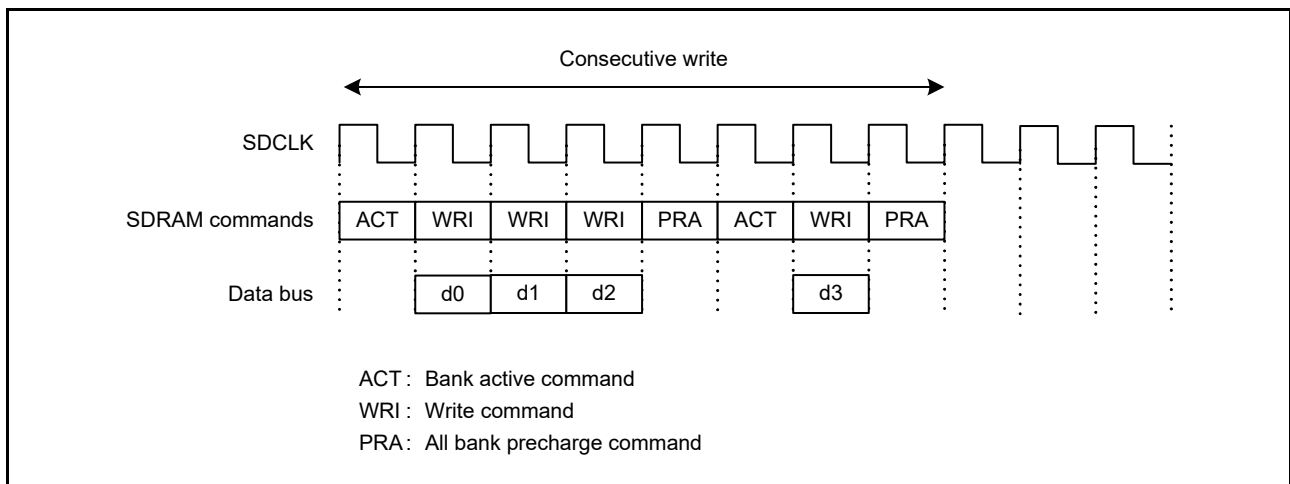 Consecutive write
SDCLK
SDRAM commands ACT WRI WRI WRI PRA ACT WRI PRA
Data bus d0 d1 d2 d3
ACT : Bank active command
WRI : Write command
PRA : All bank precharge command